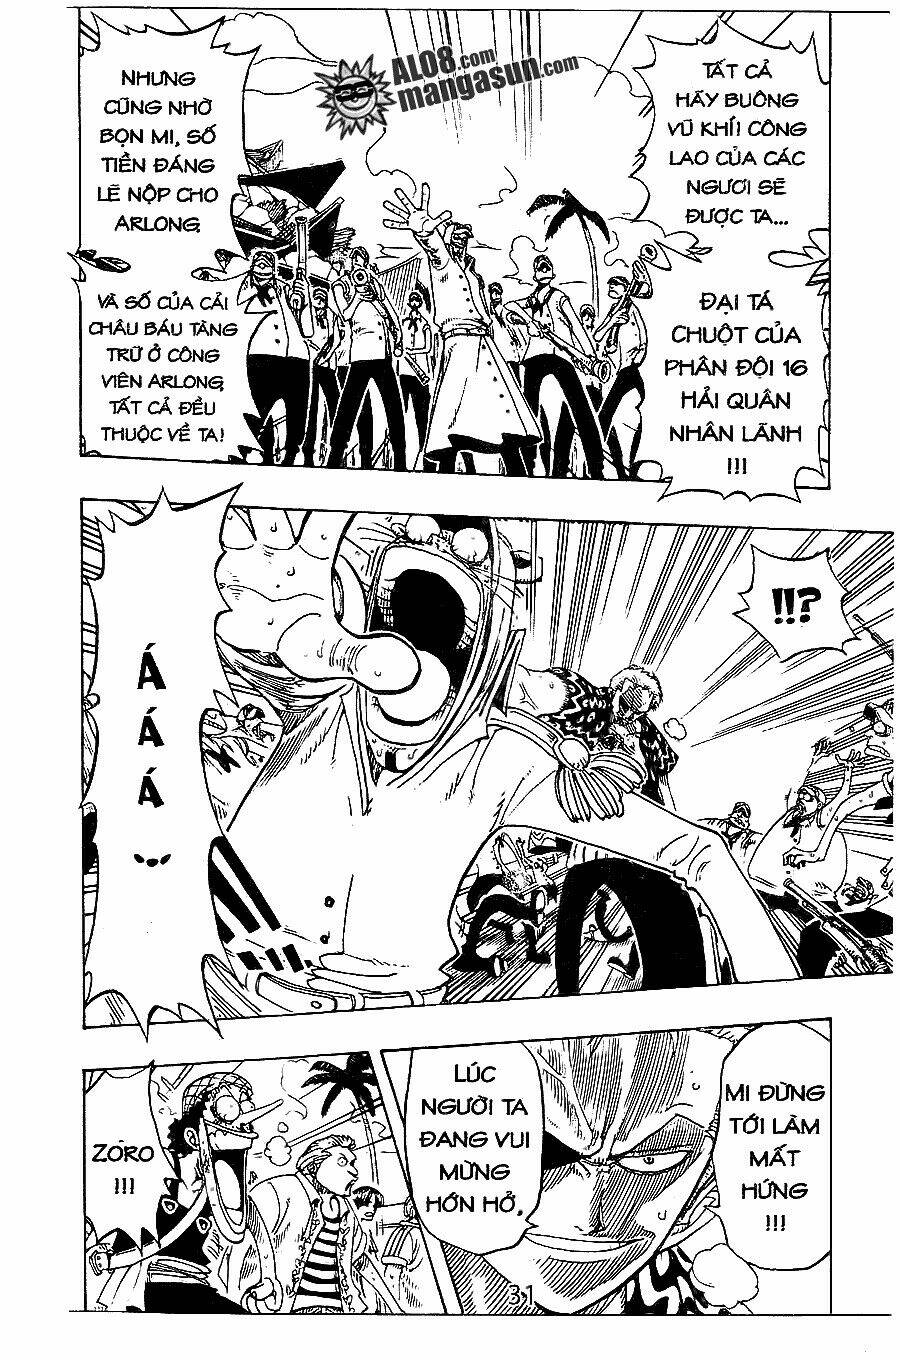 AL08.com
mangasun.com
TẤT CẢ
HÃY BUÔNG
VŨ KHÍ! CÔNG
LAO CỦA CÁC
NGƯƠI SẼ
ĐƯỢC TA...
ĐẠI TÁ
CHUỘT CỦA
PHÂN ĐỘI 16
HẢI QUÂN
NHÂN LÃNH
!!!
NHƯNG
CŨNG NHỜ
BỌN MI, SỐ
TIỀN ĐÁNG
LẼ NỘP CHO
ARLONG,
VÀ SỐ CỦA CẢI
CHÂU BÁU TÀNG
TRỮ Ở CÔNG
VIÊN ARLONG,
TẤT CẢ ĐỀU
THUỘC VỀ TA!
!!?
Á
Á
Á
...
MI ĐỪNG
TỚI LÀM
MẤT
HỨNG
!!!
LÚC
NGƯỜI TA
ĐANG VUI
MỪNG
HỚN HỞ,
ZÔRO
!!!
31